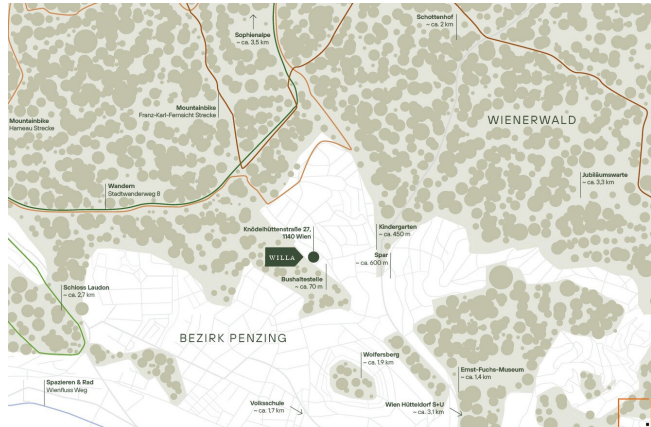 Sophienalpe
– ca. 3,5 km
Schottenhof
– ca. 2 km
Mountainbike
Franz-Karl-Fernsicht Strecke
Mountainbike
Hameau Strecke
WIENERWALD
Jubiläumswarte
– ca. 3,3 km
Wandern
Stadtwanderweg 8
Knödelhüttenstraße 27,
1140 Wien
WILLA
Kindergarten
– ca. 450 m
Spar
– ca. 600 m
Bushaltestelle
– ca. 70 m
Schloss Laudon
– ca. 2,7 km
BEZIRK PENZING
Wolfersberg
– ca. 1,9 km
Ernst-Fuchs-Museum
– ca. 1,4 km
Spazieren & Rad
Wienfluss Weg
Volksschule
– ca. 1,7 km
Wien Hütteldorf S+U
– ca. 3,1 km